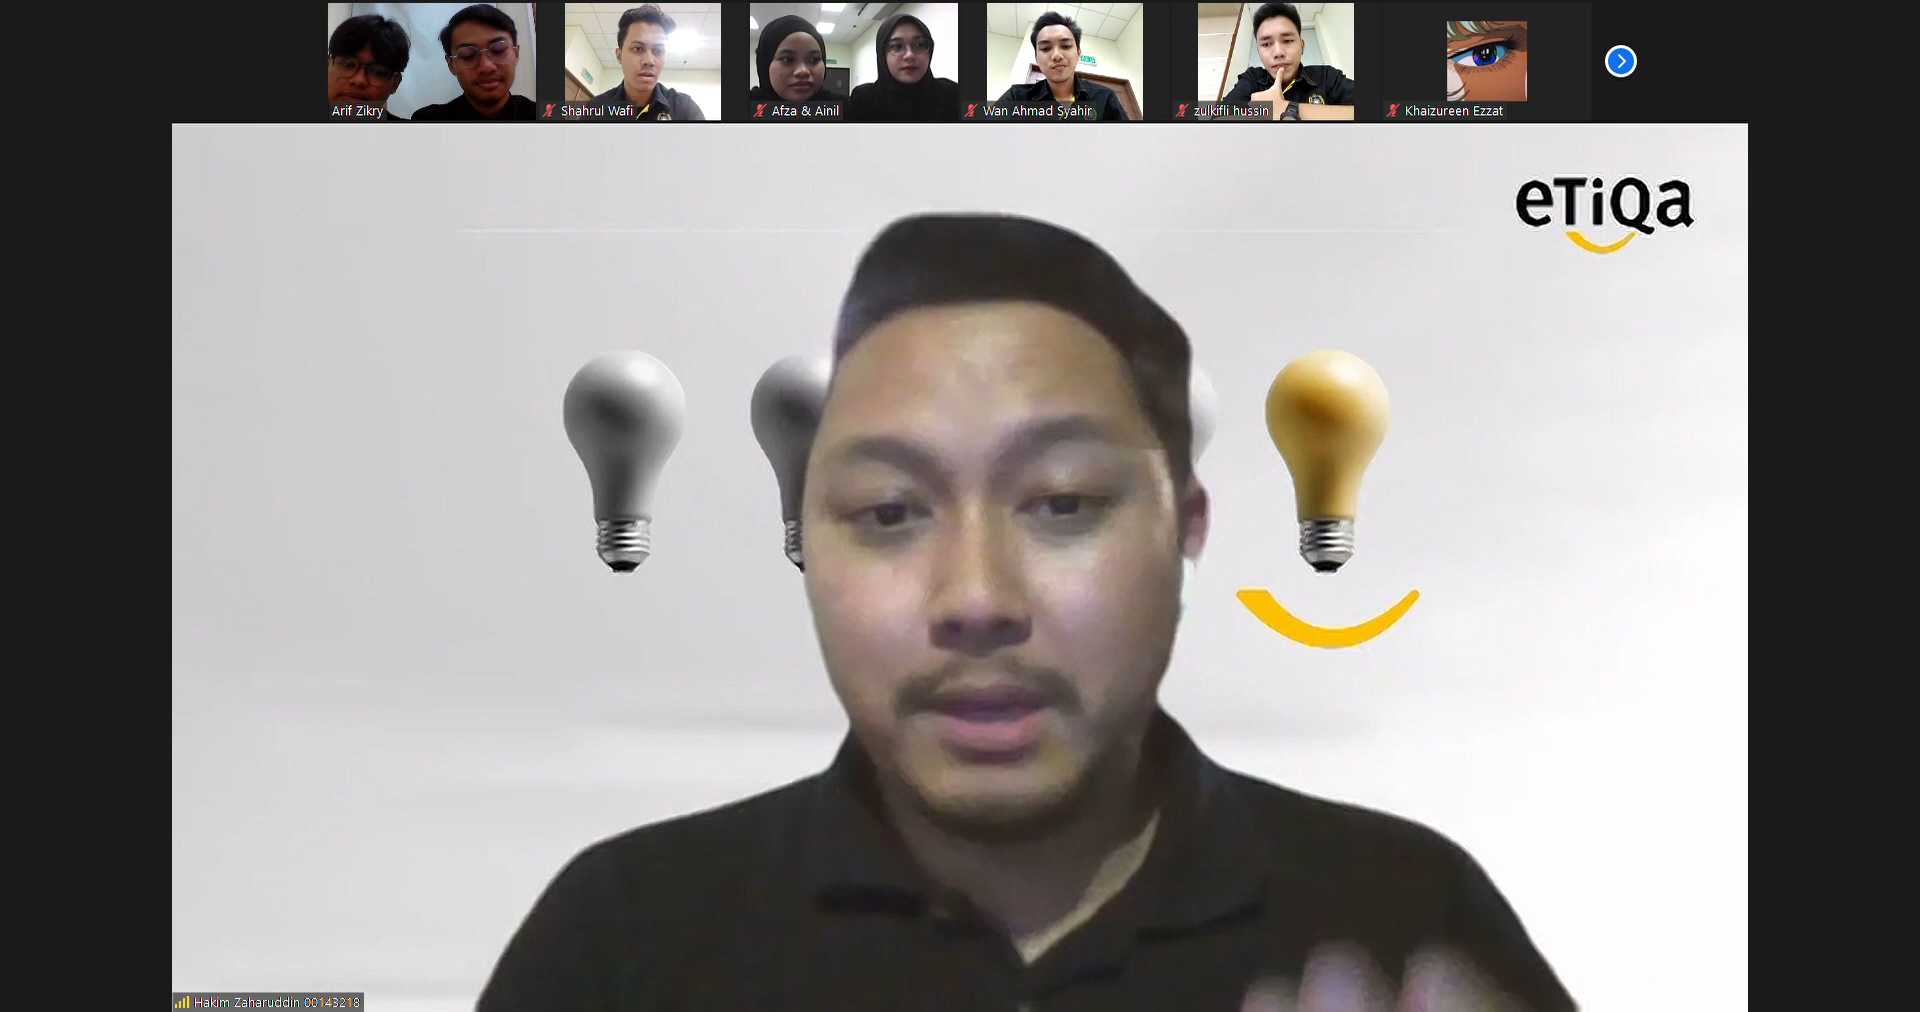 Arif Zikry
Shahrul Wafi
Afza & Ainil
Wan Ahmad Syahir
zulkifli hussin
Khaizureen Ezzat
eTiQa
Hakim Zaharuddin 00143218